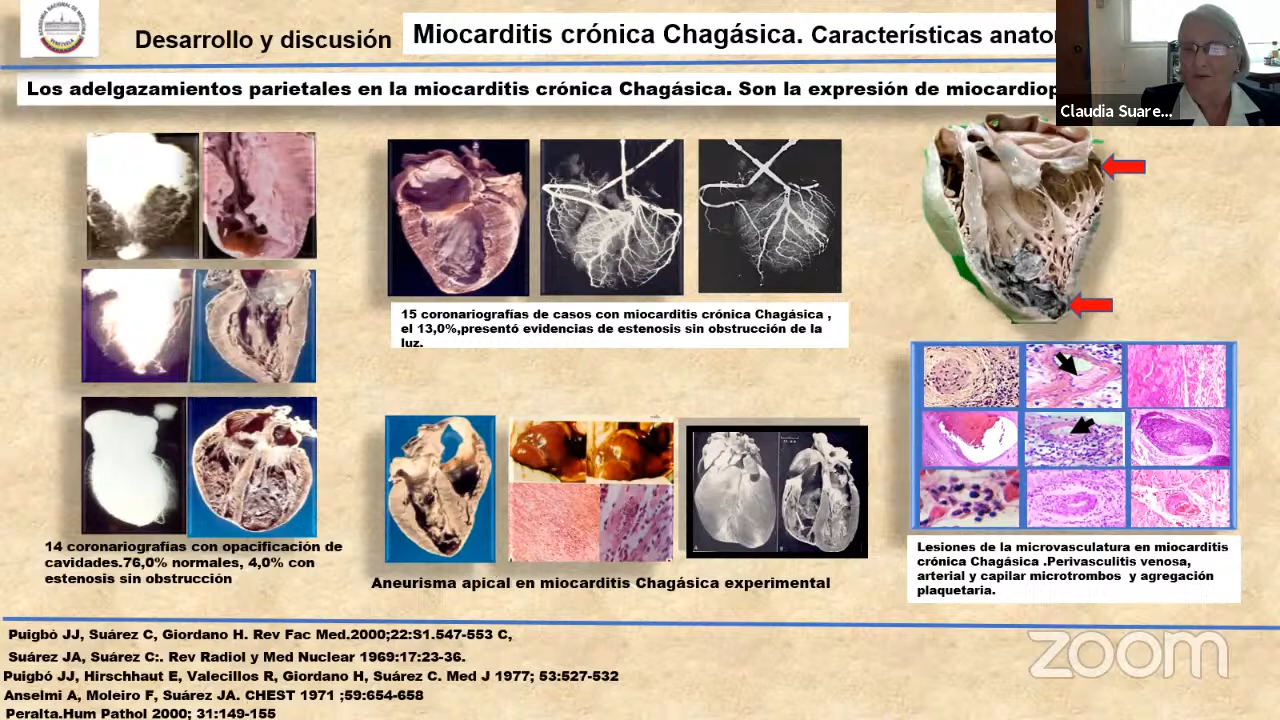 ACADEMIA NACIONAL DE MEDICINA
VENEZUELA
Desarrollo y discusión
Miocarditis crónica Chagásica. Características anato
Los adelgazamientos parietales en la miocarditis crónica Chagásica. Son la expresión de miocardiop
Claudia Suare...
15 coronariografías de casos con miocarditis crónica Chagásica ,
el 13,0%,presentó evidencias de estenosis sin obstrucción de la
luz.
14 coronariografías con opacificación de
cavidades.76,0% normales, 4,0% con
estenosis sin obstrucción
Aneurisma apical en miocarditis Chagásica experimental
Lesiones de la microvasculatura en miocarditis
crónica Chagásica .Perivasculitis venosa,
arterial y capilar microtrombos y agregación
plaquetaria.
Puigbò JJ, Suárez C, Giordano H. Rev Fac Med.2000;22:S1.547-553 C,
Suárez JA, Suárez C:. Rev Radiol y Med Nuclear 1969:17:23-36.
Puigbó JJ, Hirschhaut E, Valecillos R, Giordano H, Suárez C. Med J 1977; 53:527-532
Anselmi A, Moleiro F, Suárez JA. CHEST 1971 ;59:654-658
Peralta.Hum Pathol 2000; 31:149-155
zoom